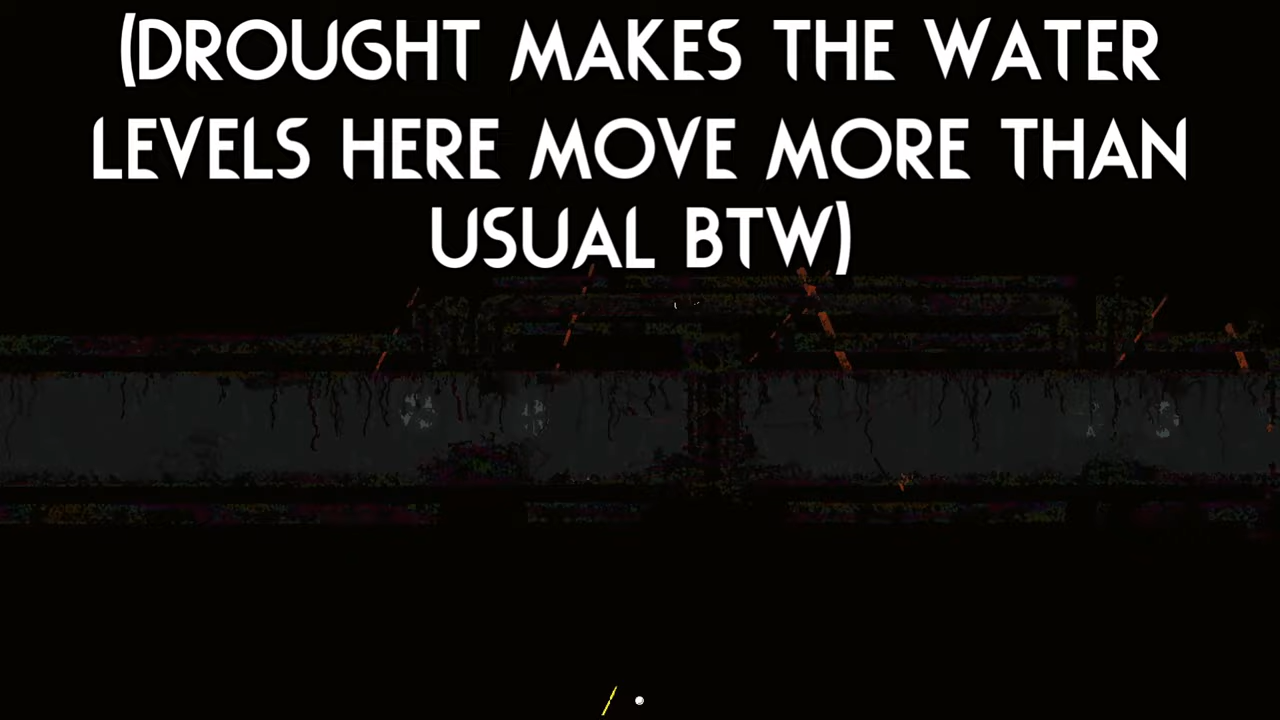 (DROUGHT MAKES THE WATER
LEVELS HERE MOVE MORE THAN
USUAL BTW)